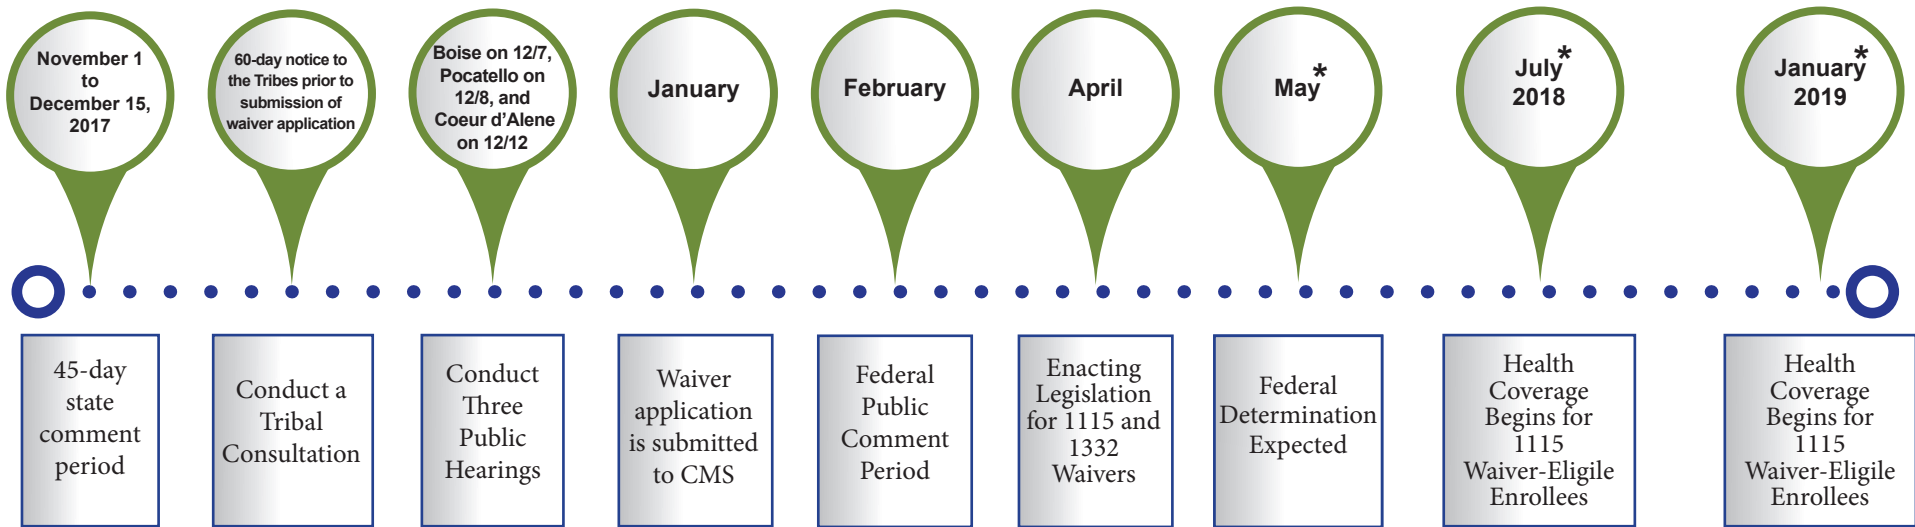 November 1
to
December 15,
2017
60-day notice to
the Tribes prior to
submission of
waiver application
Boise on 12/7,
Pocatello on
12/8, and
Coeur d'Alene
on 12/12
January
February
April
May*
July*
2018
January*
2019
45-day
state
comment
period
Conduct a
Tribal
Consultation
Conduct
Three
Public
Hearings
Waiver
application
is submitted
to CMS
Federal
Public
Comment
Period
Enacting
Legislation
for 1115 and
1332
Waivers
Federal
Determination
Expected
Health
Coverage
Begins for
1115
Waiver-Eligile
Enrollees
Health
Coverage
Begins for
1115
Waiver-Eligile
Enrollees